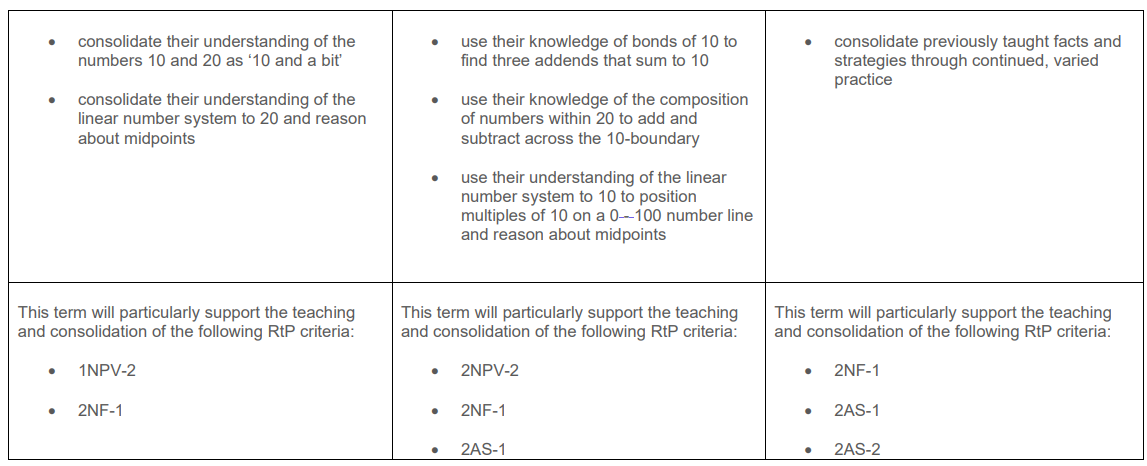 • consolidate their understanding of the
numbers 10 and 20 as ‘10 and a bit’
• consolidate their understanding of the
linear number system to 20 and reason
about midpoints
• use their knowledge of bonds of 10 to
find three addends that sum to 10
• use their knowledge of the composition
of numbers within 20 to add and
subtract across the 10-boundary
• use their understanding of the linear
number system to 10 to position
multiples of 10 on a 0–100 number line
and reason about midpoints
• consolidate previously taught facts and
strategies through continued, varied
practice
This term will particularly support the teaching
and consolidation of the following RtP criteria:
• 1NPV-2
• 2NF-1
This term will particularly support the teaching
and consolidation of the following RtP criteria:
• 2NPV-2
• 2NF-1
• 2AS-1
This term will particularly support the teaching
and consolidation of the following RtP criteria:
• 2NF-1
• 2AS-1
• 2AS-2